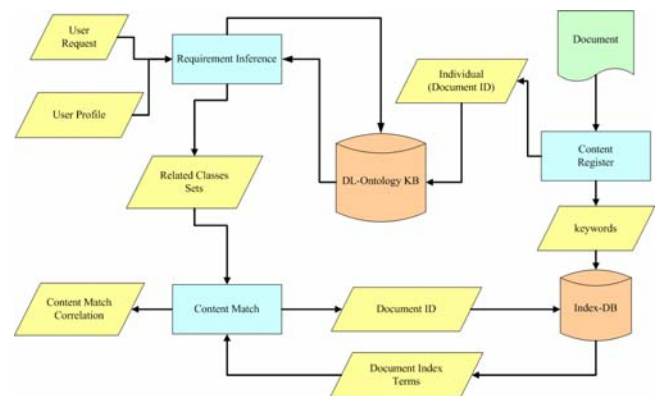 User
Request
Requirement Inference
Document
Individual
(Document ID)
User Profile
DL-Ontology KB
Content
Register
Related Classes
Sets
keywords
Content Match
Correlation
Content Match
Document ID
Index-DB
Document Index
Terms